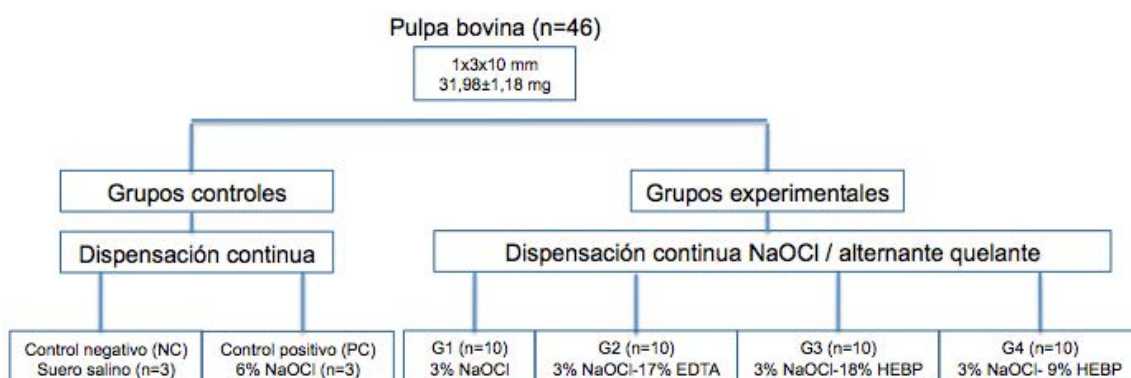 Pulpa bovina (n=46)
1x3x10 mm
31,98±1,18 mg
Grupos controles
Grupos experimentales
Dispensación continua
Dispensación continua NaOCl / alternante quelante
Control negativo (NC)
Suero salino (n=3)
Control positivo (PC)
6% NaOCl (n=3)
G1 (n=10)
3% NaOCl
G2 (n=10)
3% NaOCl-17% EDTA
G3 (n=10)
3% NaOCl-18% HEBP
G4 (n=10)
3% NaOCl- 9% HEBP